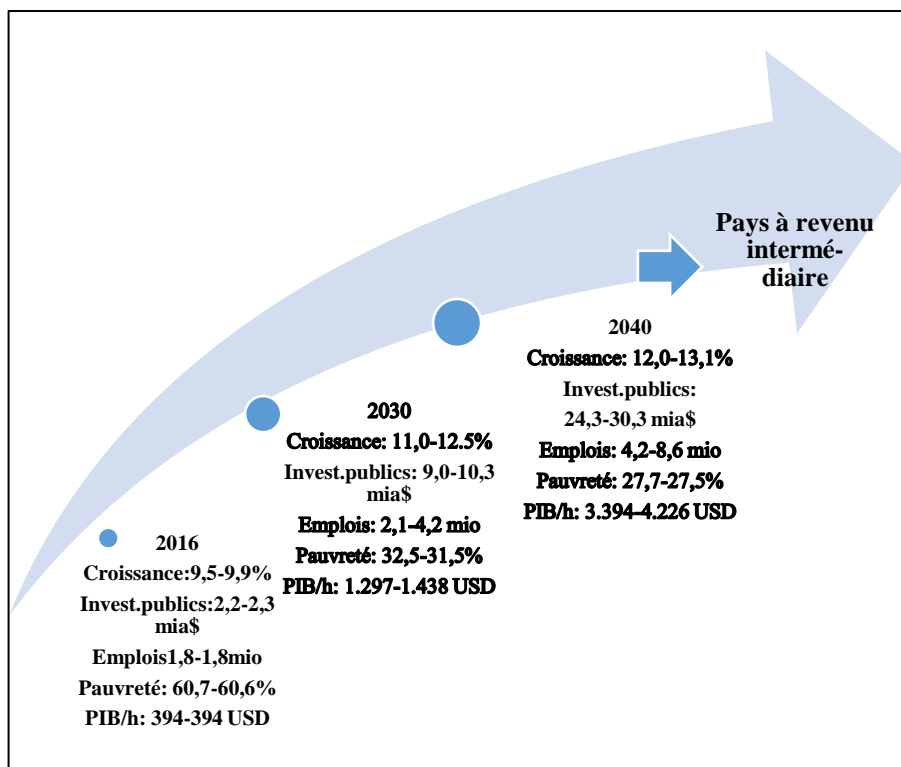 Pays à revenu
intermé-
diaire
2040
Croissance: 12,0-13,1%
Invest.publics:
24,3-30,3 mia$
Emplois: 4,2-8,6 mio
Pauvreté: 27,7-27,5%
PIB/h: 3.394-4.226 USD
2030
Croissance: 11,0-12.5%
Invest.publics: 9,0-10,3
mia$
Emplois: 2,1-4,2 mio
Pauvreté: 32,5-31,5%
PIB/h: 1.297-1.438 USD
2016
Croissance:9,5-9,9%
Invest.publics:2,2-2,3
mia$
Emplois1,8-1,8mio
Pauvreté: 60,7-60,6%
PIB/h: 394-394 USD